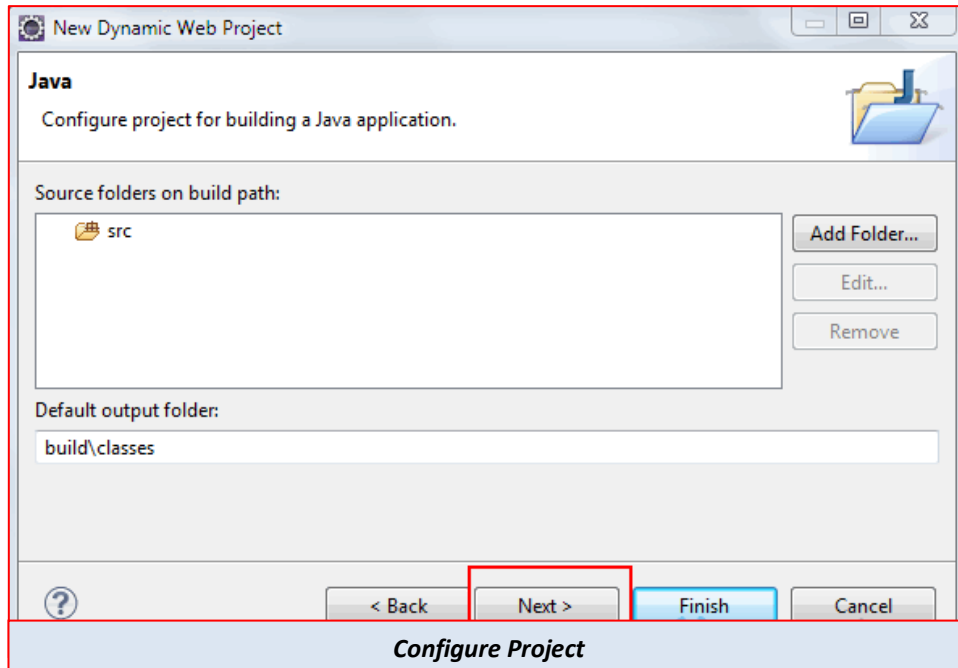 New Dynamic Web Project
Java
Configure project for building a Java application.
Source folders on build path:
src
Add Folder...
Edit...
Remove
Default output folder:
build\classes
< Back
Next >
Finish
Cancel
Configure Project